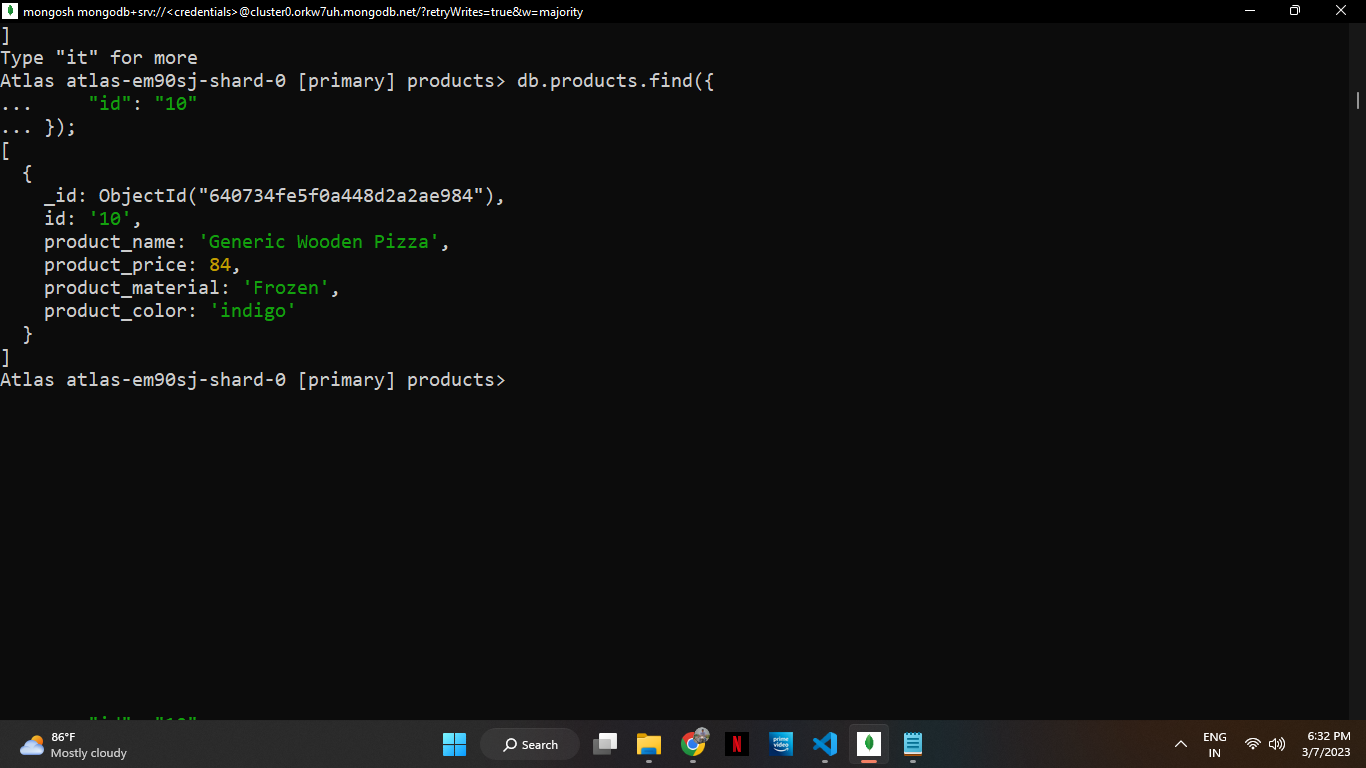 mongosh mongodb+srv://<credentials>@cluster0.orkw7uh.mongodb.net/?retryWrites=true&w=majority
]
Type "it" for more
Atlas atlas-em90sj-shard-0 [primary] products> db.products.find({
...     "id": "10"
... });
[
  {
    _id: ObjectId("640734fe5f0a448d2a2ae984"),
    id: '10',
    product_name: 'Generic Wooden Pizza',
    product_price: 84,
    product_material: 'Frozen',
    product_color: 'indigo'
  }
]
Atlas atlas-em90sj-shard-0 [primary] products>
86°F
Mostly cloudy
Search
N
prime video
ENG
IN
6:32 PM
3/7/2023